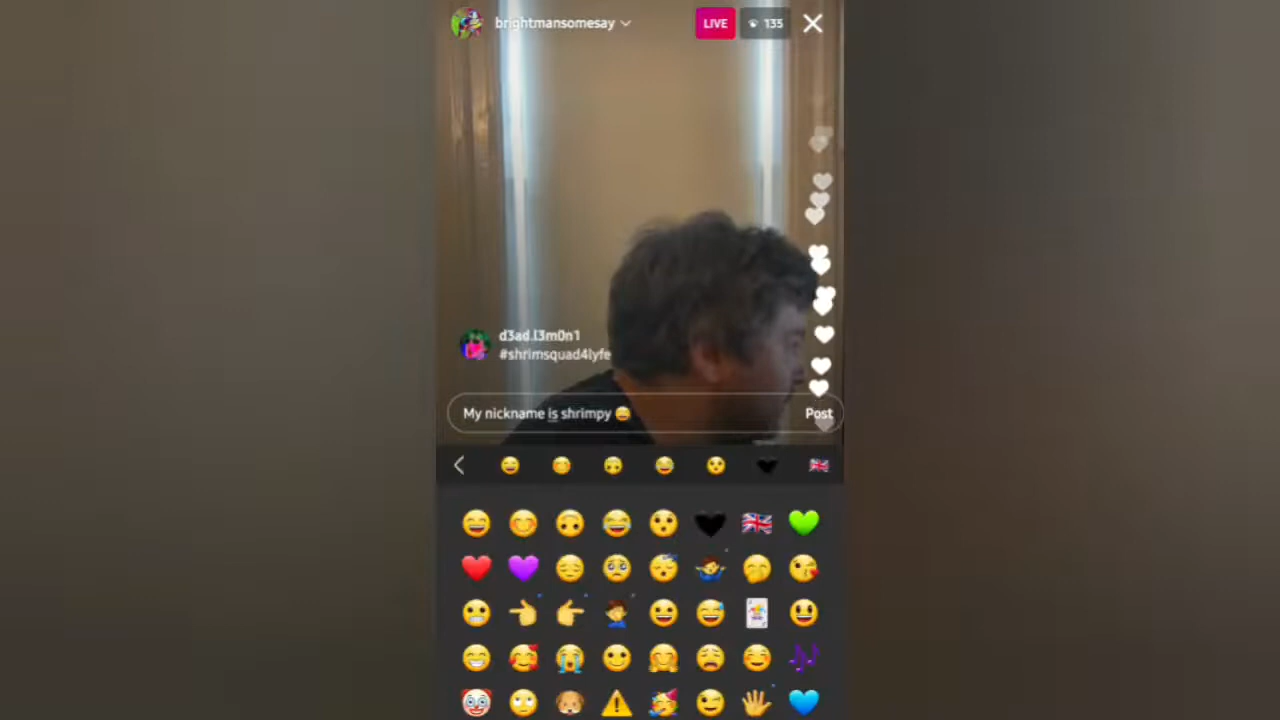 brightmansomesay
LIVE
135
d3ad.l3m0n1
#shrimsquad4lyfe
My nickname is shrimpy 😄
Post